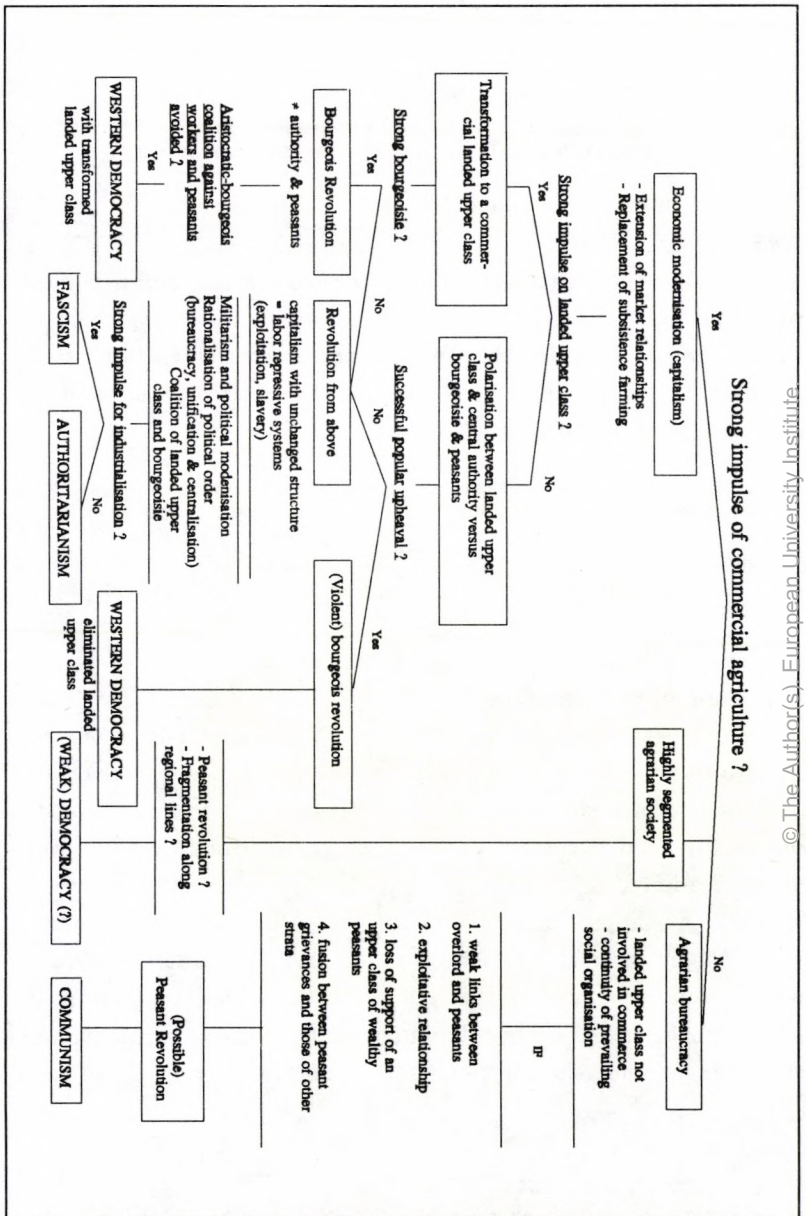 Strong impulse of commercial agriculture ?
Yes
No
Economic modernisation (capitalism)
- Extension of market relationships
- Replacement of subsistence farming
Highly segmented
agrarian society
Agrarian bureaucracy
- landed upper class not
involved in commerce
- continuity of prevailing
social organisation
Strong impulse on landed upper class ?
Yes
No
IF
Transformation to a commer-
cial landed upper class
Polarisation between landed upper
class & central authority versus
bourgeoisie & peasants
1. weak links between
overlord and peasants
2. exploitative relationship
3. loss of support of an
upper class of wealthy
peasants
4. fusion between peasant
grievances and those of other
strata
Strong bourgeoisie ?
Yes
No
Successful popular upheaval ?
No
Yes
Bourgeois Revolution
≠ authority & peasants
Revolution from above
capitalism with unchanged structure
= labor repressive systems
(exploitation, slavery)
(Violent) bourgeois revolution
Aristocratic-bourgeois
coalition against
workers and peasants
avoided ?
Yes
Militarism and political modenisation
Rationalisation of political order
(bureaucracy, unification & centralisation)
Coalition of landed upper
class and bourgeoisie
- Peasant revolution ?
- Fragmentation along
regional lines ?
(Possible)
Peasant Revolution
Strong impulse for industrialisation ?
Yes
No
WESTERN DEMOCRACY
with transformed
landed upper class
FASCISM
AUTHORITARIANISM
WESTERN DEMOCRACY
eliminated landed
upper class
(WEAK) DEMOCRACY (?)
COMMUNISM
© The Author(s). European University Institute.